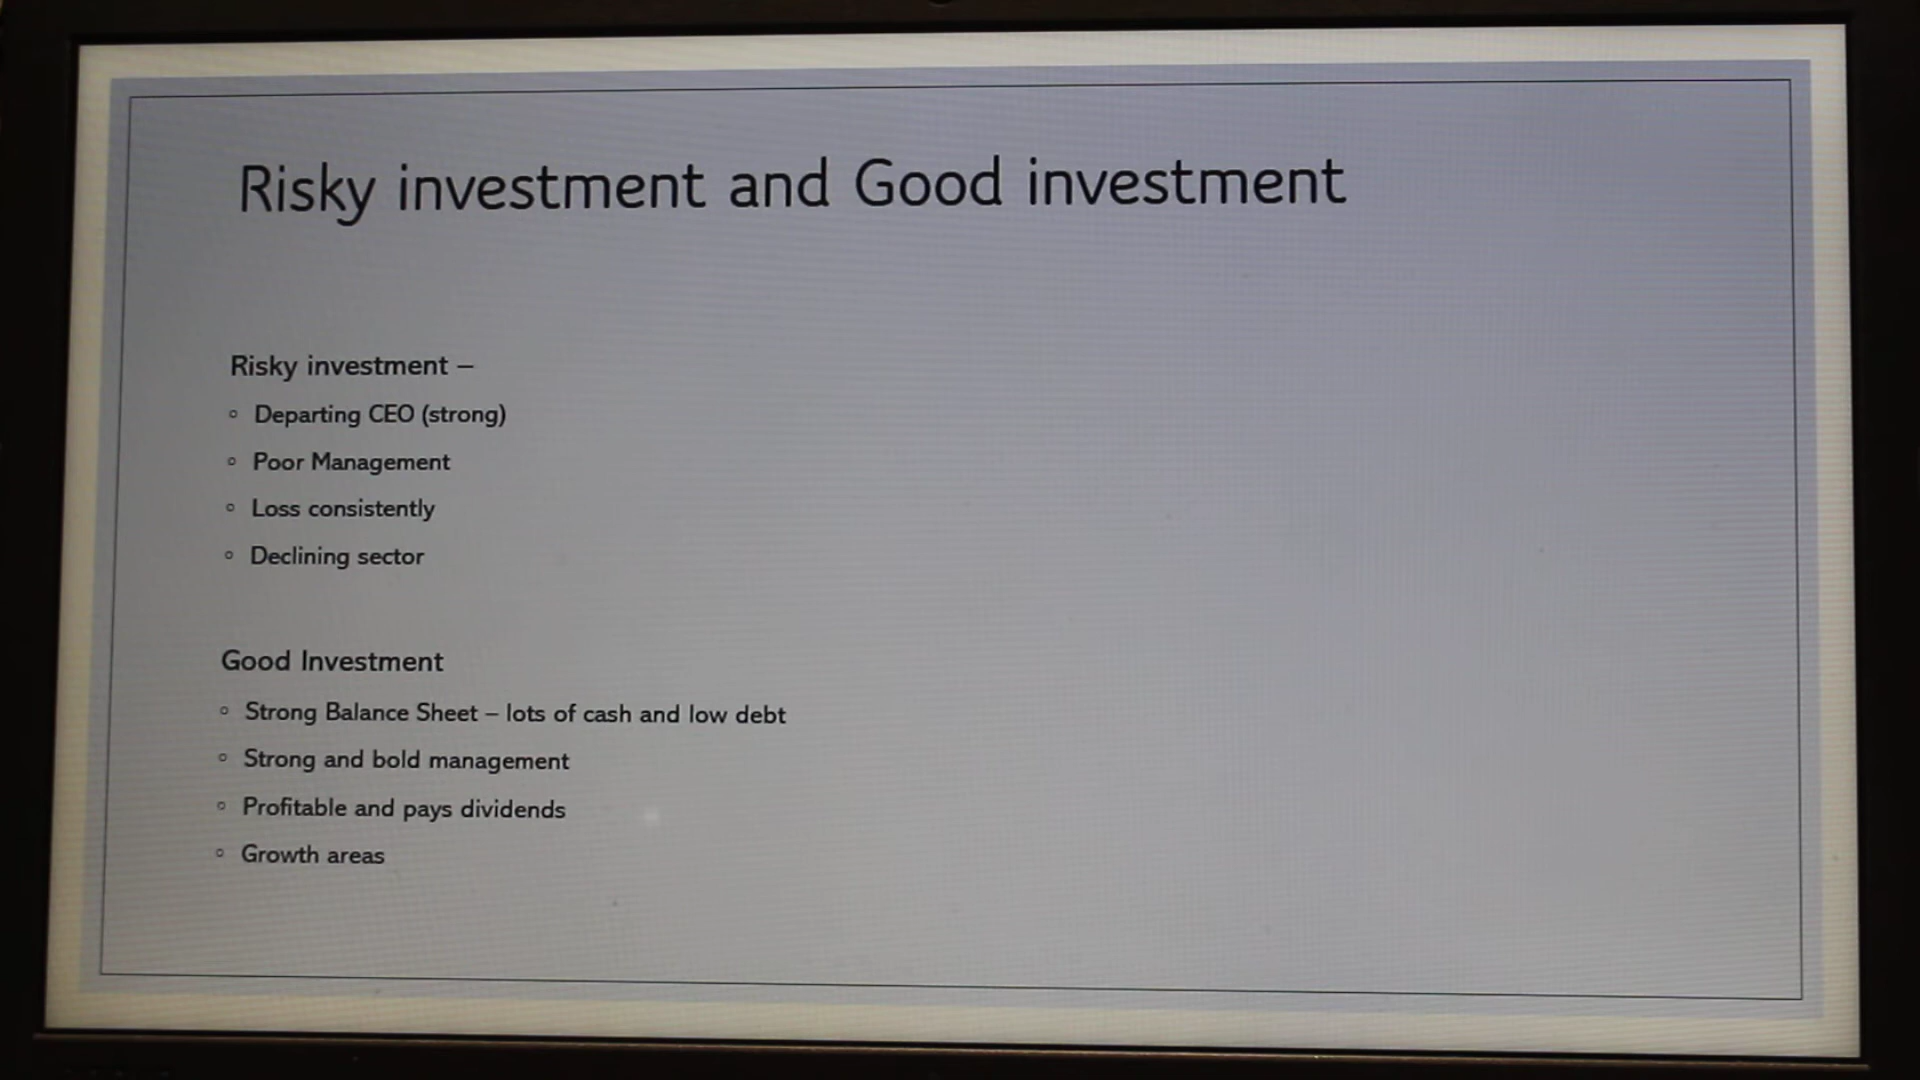 Risky investment and Good investment
Risky investment –
◦ Departing CEO (strong)
◦ Poor Management
◦ Loss consistently
◦ Declining sector
Good Investment
◦ Strong Balance Sheet – lots of cash and low debt
◦ Strong and bold management
◦ Profitable and pays dividends
◦ Growth areas